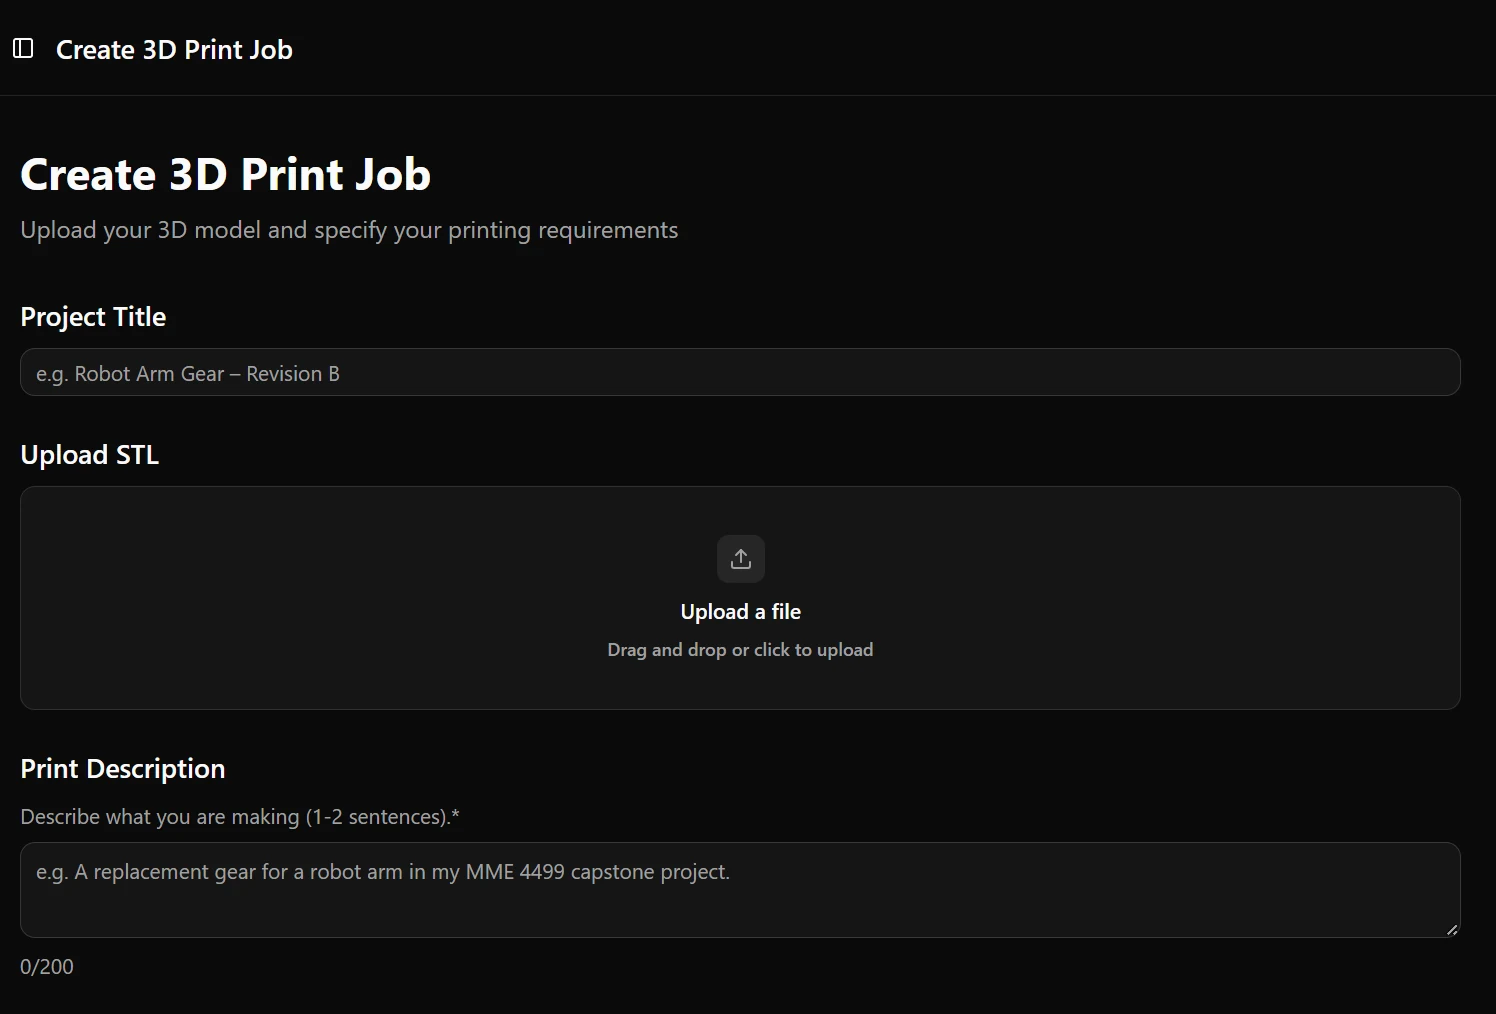 Create 3D Print Job
Create 3D Print Job
Upload your 3D model and specify your printing requirements
Project Title
e.g. Robot Arm Gear – Revision B
Upload STL
Upload a file
Drag and drop or click to upload
Print Description
Describe what you are making (1-2 sentences).*
e.g. A replacement gear for a robot arm in my MME 4499 capstone project.
0/200